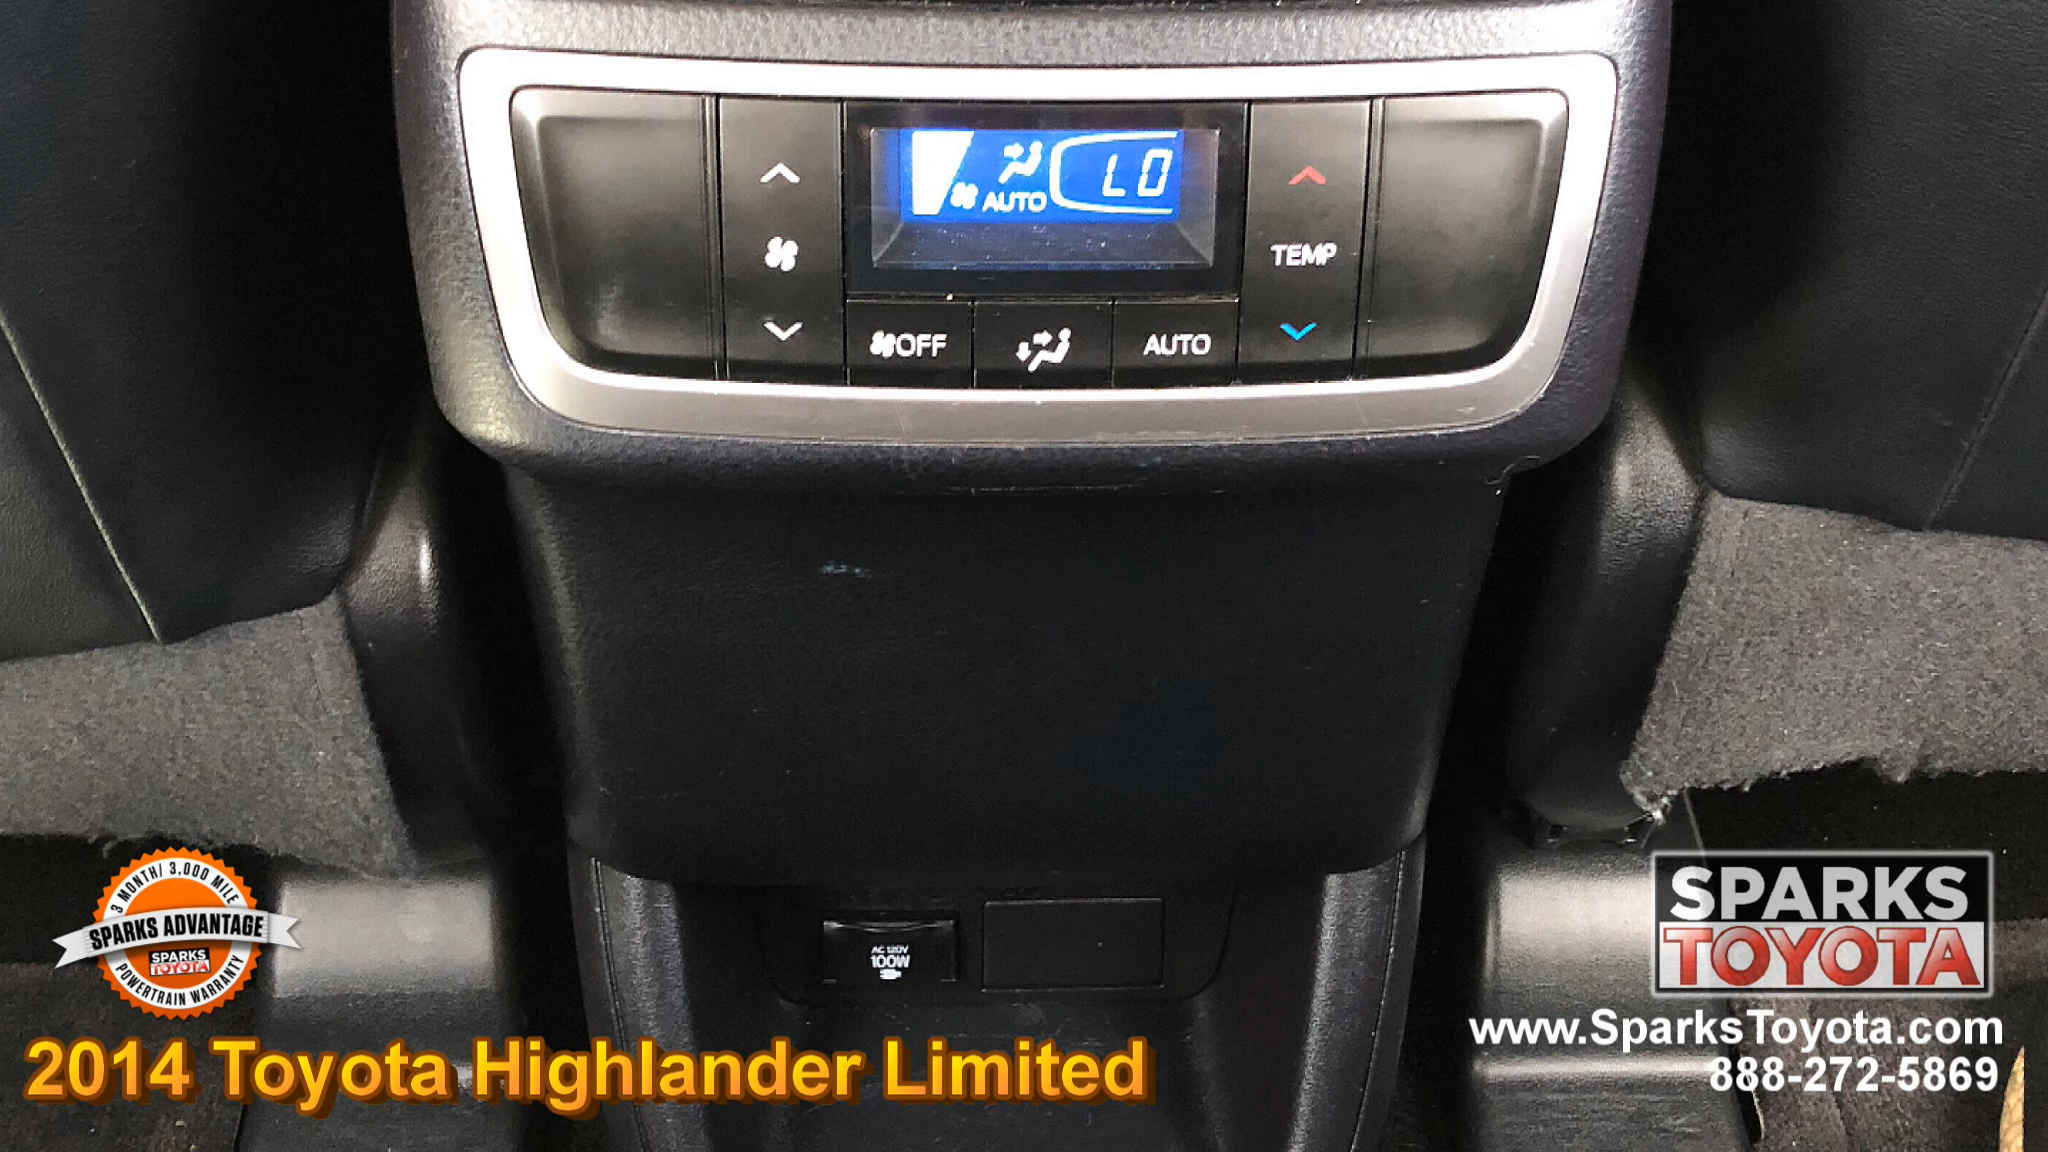 LO
AUTO
TEMP
OFF
AUTO
AC 120V
100W
3 MONTH/ 3,000 MILE
SPARKS ADVANTAGE
SPARKS
TOYOTA
POWERTRAIN WARRANTY
SPARKS
TOYOTA
www.SparksToyota.com
888-272-5869
2014 Toyota Highlander Limited